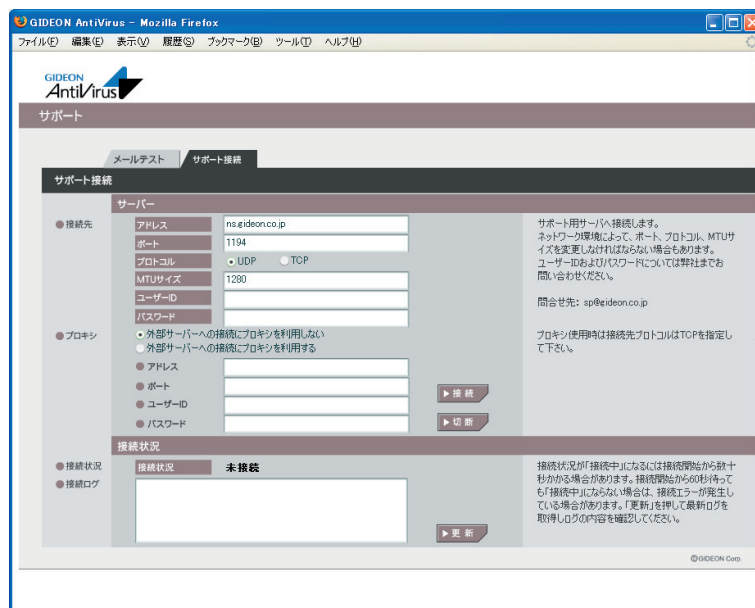 GIDEON AntiVirus - Mozilla Firefox
ファイル(F) 編集(E) 表示(V) 履歴(S) ブックマーク(B) ツール(T) ヘルプ(H)
GIDEON
AntiVirus
サポート
メールテスト サポート接続
サポート接続
サーバー
接続先
アドレス ns.gideon.co.jp
ポート 1194
プロトコル UDP TCP
MTUサイズ 1280
ユーザーID
パスワード
サポート用サーバへ接続します。
ネットワーク環境によって、ポート、プロトコル、MTUサ
イズを変更しなければならない場合もあります。
ユーザーIDおよびパスワードについては弊社までお
問い合わせください。
問合せ先: sp@gideon.co.jp
プロキシ
外部サーバーへの接続にプロキシを利用しない
外部サーバーへの接続にプロキシを利用する
アドレス
ポート
ユーザーID
パスワード
接続
切断
プロキシ使用時は接続先プロトコルはTCPを指定し
て下さい。
接続状況
接続状況 接続状況 未接続
接続ログ
更新
接続状況が「接続中」になるには接続開始から数十
秒かかる場合があります。接続開始から60秒待って
も「接続中」にならない場合は、接続エラーが発生し
ている場合があります。「更新」を押して最新ログを
取得しログの内容を確認してください。
©GIDEON Corp.